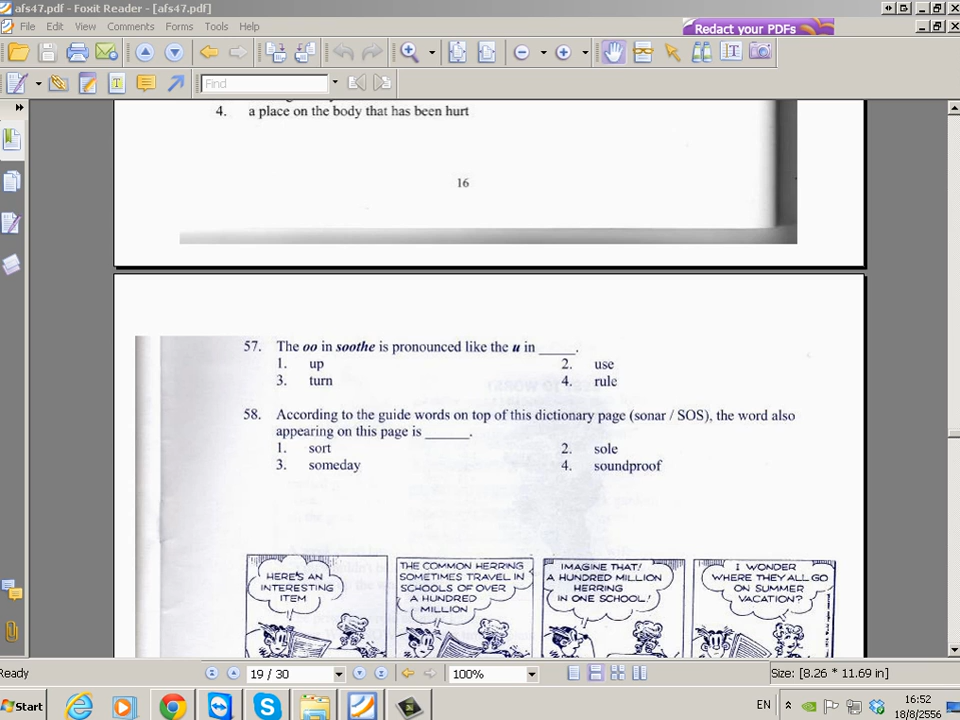 afs47.pdf - Foxit Reader - [afs47.pdf]
File Edit View Comments Forms Tools Help
Redact your PDFs
Find
4. a place on the body that has been hurt
16
57. The oo in soothe is pronounced like the u in _____.
1. up 2. use
3. turn 4. rule
58. According to the guide words on top of this dictionary page (sonar / SOS), the word also
appearing on this page is ______.
1. sort 2. sole
3. someday 4. soundproof
HERE'S AN
INTERESTING
ITEM
THE COMMON HERRING
SOMETIMES TRAVEL IN
SCHOOLS OF OVER
A HUNDRED
MILLION
IMAGINE THAT!
A HUNDRED MILLION
HERRING
IN ONE SCHOOL!
I WONDER
WHERE THEY ALL GO
ON SUMMER
VACATION?
Ready 19 / 30 100% Size: [8.26 * 11.69 in]
Start EN 16:52
18/8/2556